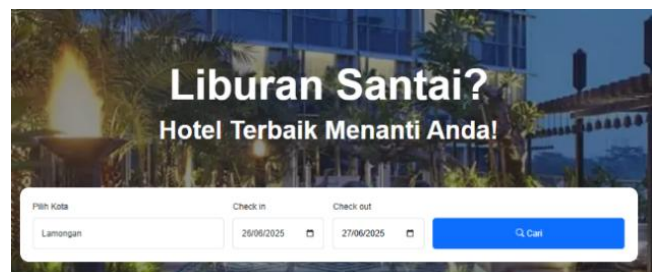 Liburan Santai?
Hotel Terbaik Menanti Anda!
Pilih Kota Check in Check out
Lamongan 26/06/2025 27/06/2025 Cari